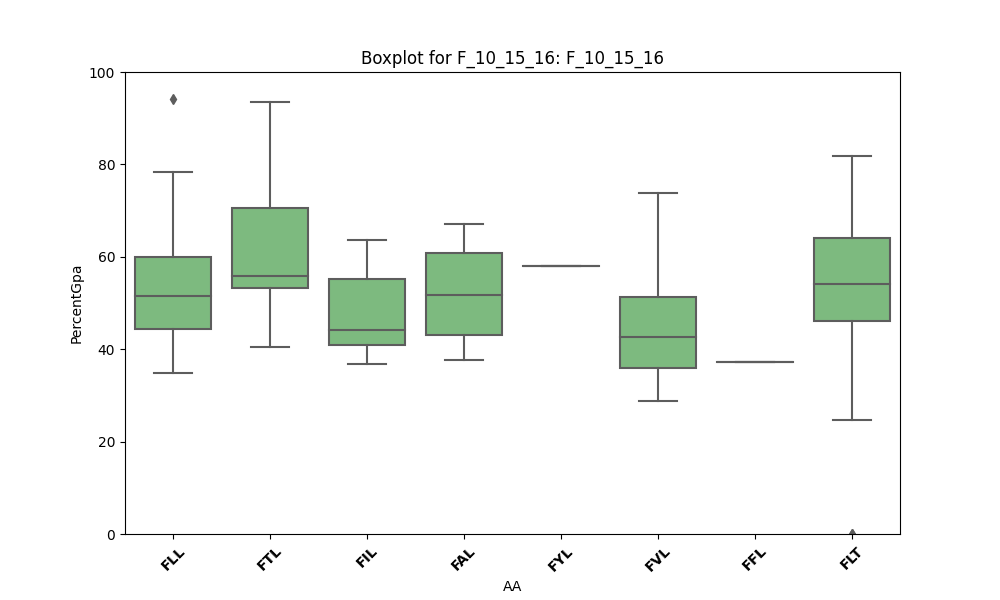 Boxplot for F_10_15_16: F_10_15_16
PercentGpa
100
80
60
40
20
0
FLL
FTL
FIL
FAL
FYL
FVL
FFL
FLT
AA